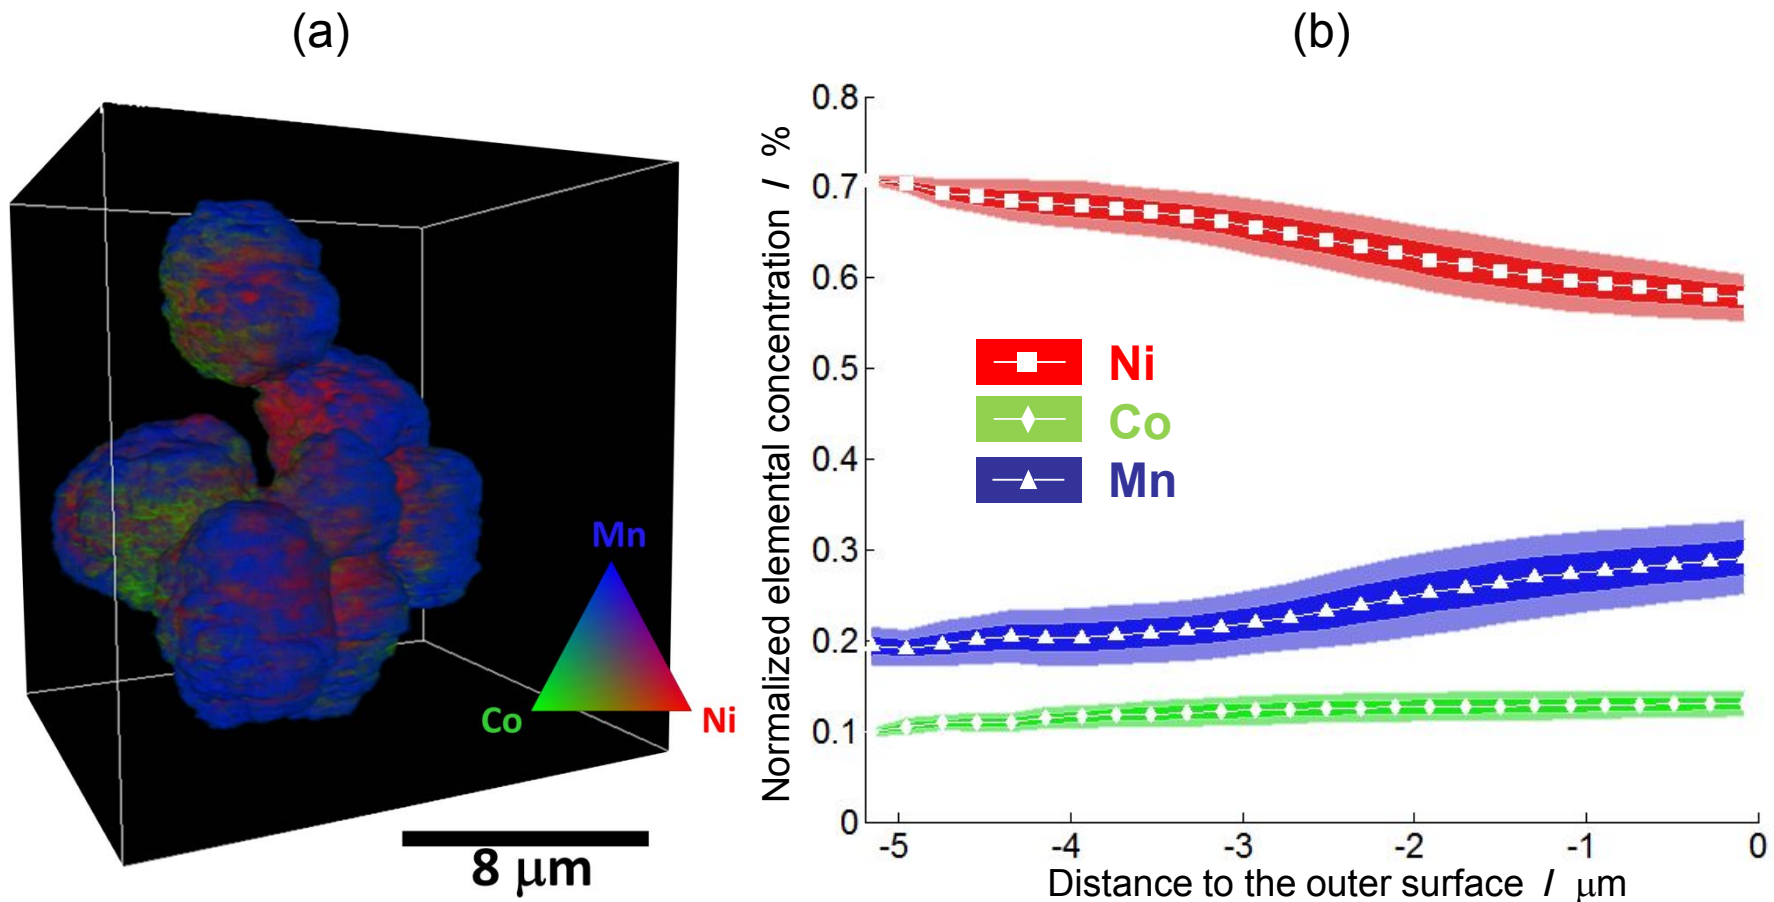 (a)
Mn
Co
Ni
8 μm
(b)
Normalized elemental concentration / %
0.8
0.7
0.6
0.5
0.4
0.3
0.2
0.1
0
Ni
Co
Mn
-5 -4 -3 -2 -1 0
Distance to the outer surface / μm